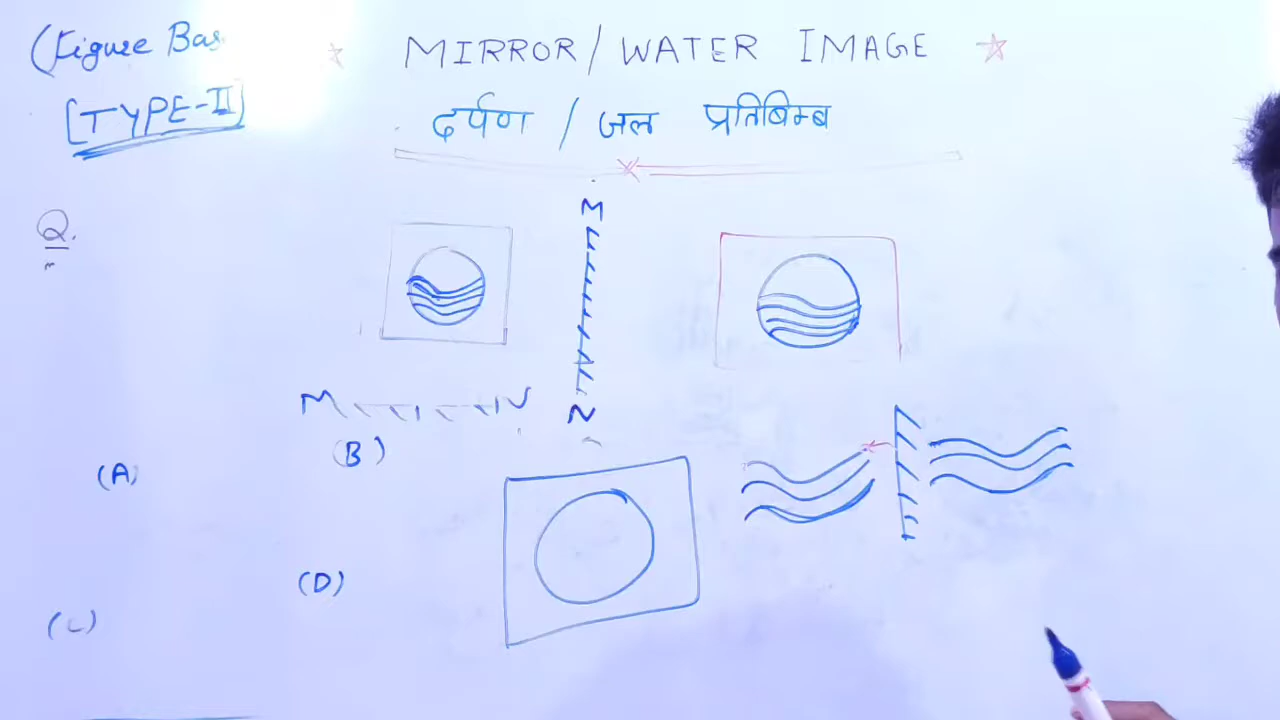 (Figure Bas
MIRROR/WATER IMAGE
[TYPE-II]
दर्पण / जल प्रतिबिम्ब
Q.
M
N
M N
(A)
(B)
(C)
(D)